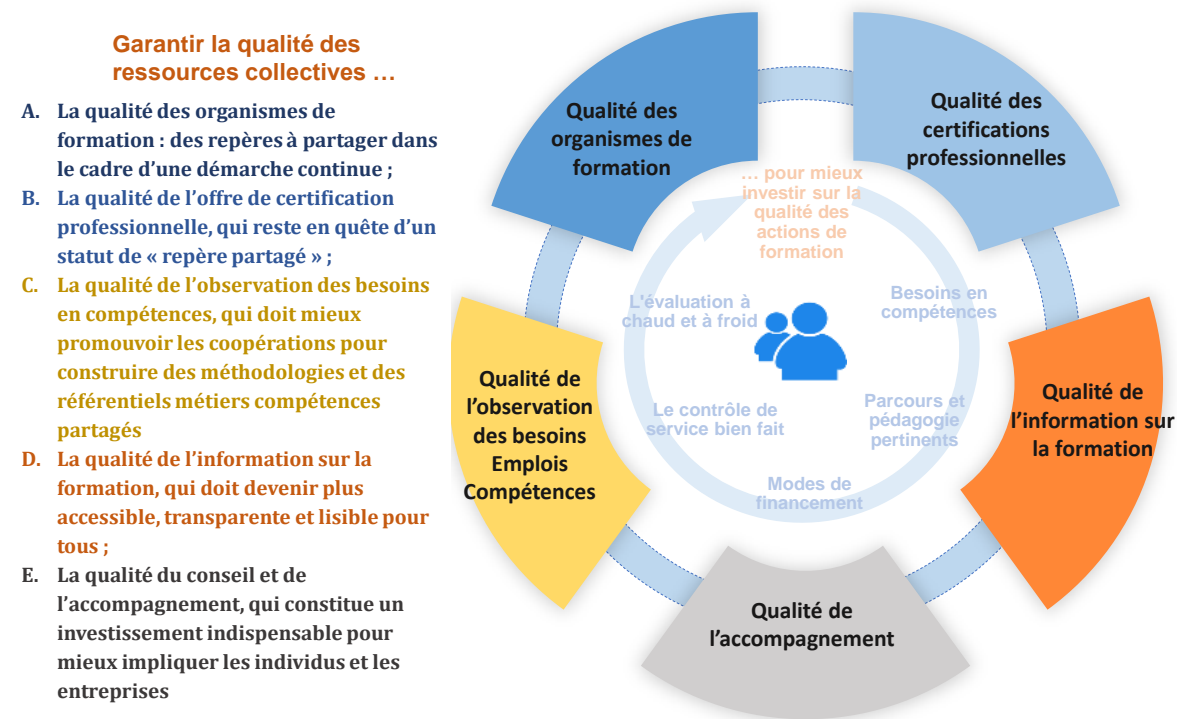 Garantir la qualité des
ressources collectives …
A. La qualité des organismes de
formation : des repères à partager dans
le cadre d’une démarche continue ;
B. La qualité de l’offre de certification
professionnelle, qui reste en quête d’un
statut de « repère partagé » ;
C. La qualité de l’observation des besoins
en compétences, qui doit mieux
promouvoir les coopérations pour
construire des méthodologies et des
référentiels métiers compétences
partagés
D. La qualité de l’information sur la
formation, qui doit devenir plus
accessible, transparente et lisible pour
tous ;
E. La qualité du conseil et de
l’accompagnement, qui constitue un
investissement indispensable pour
mieux impliquer les individus et les
entreprises
Qualité des
organismes de
formation
Qualité des
certifications
professionnelles
… pour mieux
investir sur la
qualité des
actions de
formation
L'évaluation à
chaud et à froid
Besoins en
compétences
Qualité de
l’observation
des besoins
Emplois
Compétences
Le contrôle de
service bien fait
Parcours et
pédagogie
pertinents
Qualité de
l’information sur
la formation
Modes de
financement
Qualité de
l’accompagnement